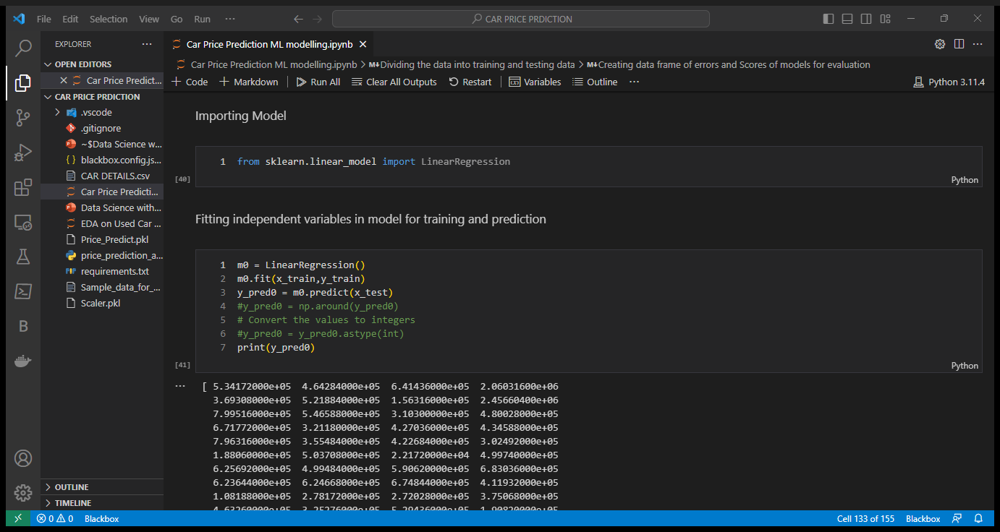 File Edit Selection View Go Run ··· CAR PRICE PRDICTION
EXPLORER ···
OPEN EDITORS
Car Price Predict...
CAR PRICE PRDICTION
.vscode
.gitignore
~$Data Science w...
blackbox.config.js...
CAR DETAILS.csv
Car Price Predicti...
Data Science with...
EDA on Used Car ...
Price_Predict.pkl
price_prediction_a...
requirements.txt
Sample_data_for_...
Scaler.pkl
OUTLINE
TIMELINE
Car Price Prediction ML modelling.ipynb
Car Price Prediction ML modelling.ipynb > M↓Dividing the data into training and testing data > M↓Creating data frame of errors and Scores of models for evaluation
+ Code + Markdown Run All Clear All Outputs Restart Variables Outline ··· Python 3.11.4
Importing Model
1 from sklearn.linear_model import LinearRegression
[40] Python
Fitting independent variables in model for training and prediction
1 m0 = LinearRegression()
2 m0.fit(x_train,y_train)
3 y_pred0 = m0.predict(x_test)
4 #y_pred0 = np.around(y_pred0)
5 # Convert the values to integers
6 #y_pred0 = y_pred0.astype(int)
7 print(y_pred0)
[41] Python
··· [ 5.34172000e+05 4.64284000e+05 6.41436000e+05 2.06031600e+06
3.69308000e+05 5.21884000e+05 1.56316000e+05 2.45660400e+06
7.99516000e+05 5.46588000e+05 3.10300000e+05 4.80028000e+05
6.71772000e+05 3.21180000e+05 4.27036000e+05 4.34588000e+05
7.96316000e+05 3.55484000e+05 4.22684000e+05 3.02492000e+05
1.88060000e+05 5.03708000e+05 2.21720000e+04 4.99740000e+05
6.25692000e+05 4.99484000e+05 5.90620000e+05 6.83036000e+05
6.23644000e+05 6.24668000e+05 6.74844000e+05 4.11932000e+05
1.08188000e+05 2.78172000e+05 2.72028000e+05 3.75068000e+05
4.63260000e+05 3.25276000e+05 5.29436000e+05 1.90820000e+05
0 0 Blackbox Cell 133 of 155 Blackbox